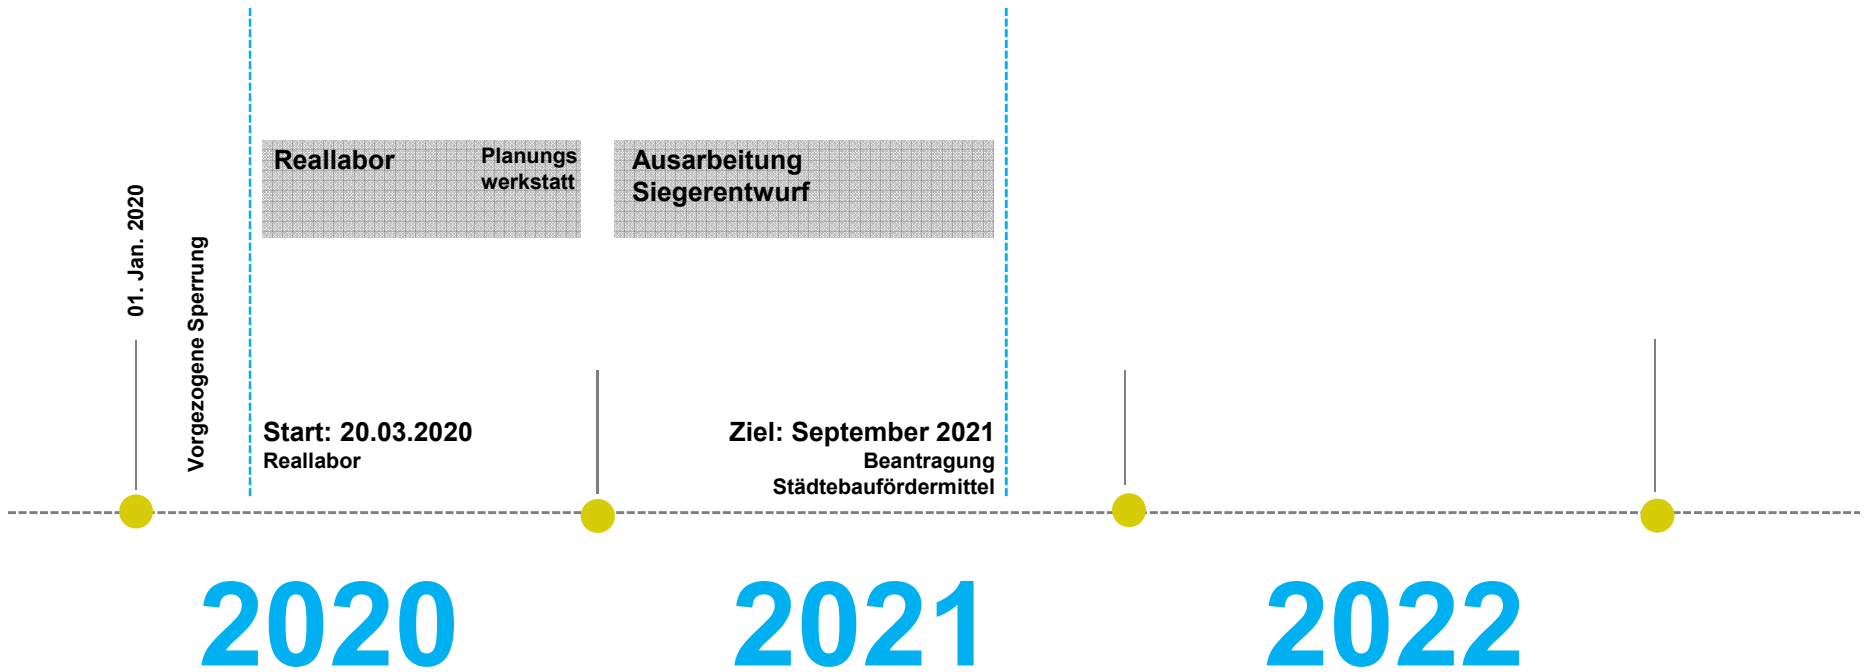 01. Jan. 2020
Vorgezogene Sperrung
Reallabor
Planungs
werkstatt
Ausarbeitung
Siegerentwurf
Start: 20.03.2020
Reallabor
Ziel: September 2021
Beantragung
Städtebaufördermittel
2020
2021
2022